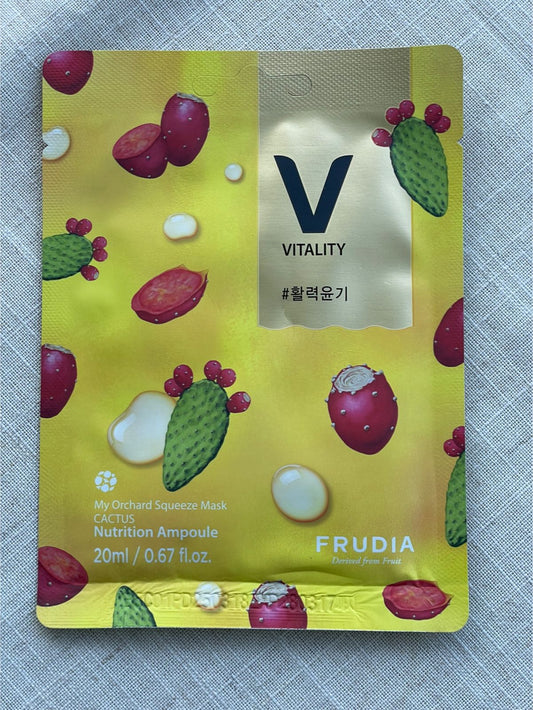 V
VITALITY
#활력윤기
My Orchard Squeeze Mask
CACTUS
Nutrition Ampoule
20ml / 0.67 fl.oz.
FRUDIA
Derived from Fruit